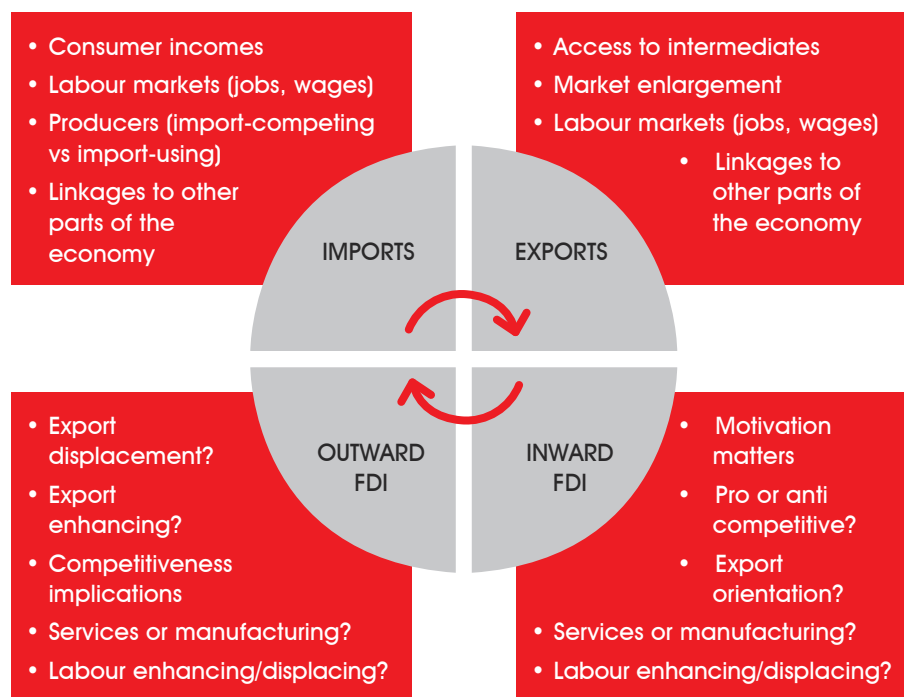 • Consumer incomes
• Labour markets (jobs, wages)
• Producers (import-competing
vs import-using)
• Linkages to other
parts of the
economy
• Access to intermediates
• Market enlargement
• Labour markets (jobs, wages)
• Linkages to
other parts of
the economy
IMPORTS
EXPORTS
OUTWARD
FDI
INWARD
FDI
• Export
displacement?
• Export
enhancing?
• Competitiveness
implications
• Services or manufacturing?
• Labour enhancing/displacing?
• Motivation
matters
• Pro or anti
competitive?
• Export
orientation?
• Services or manufacturing?
• Labour enhancing/displacing?